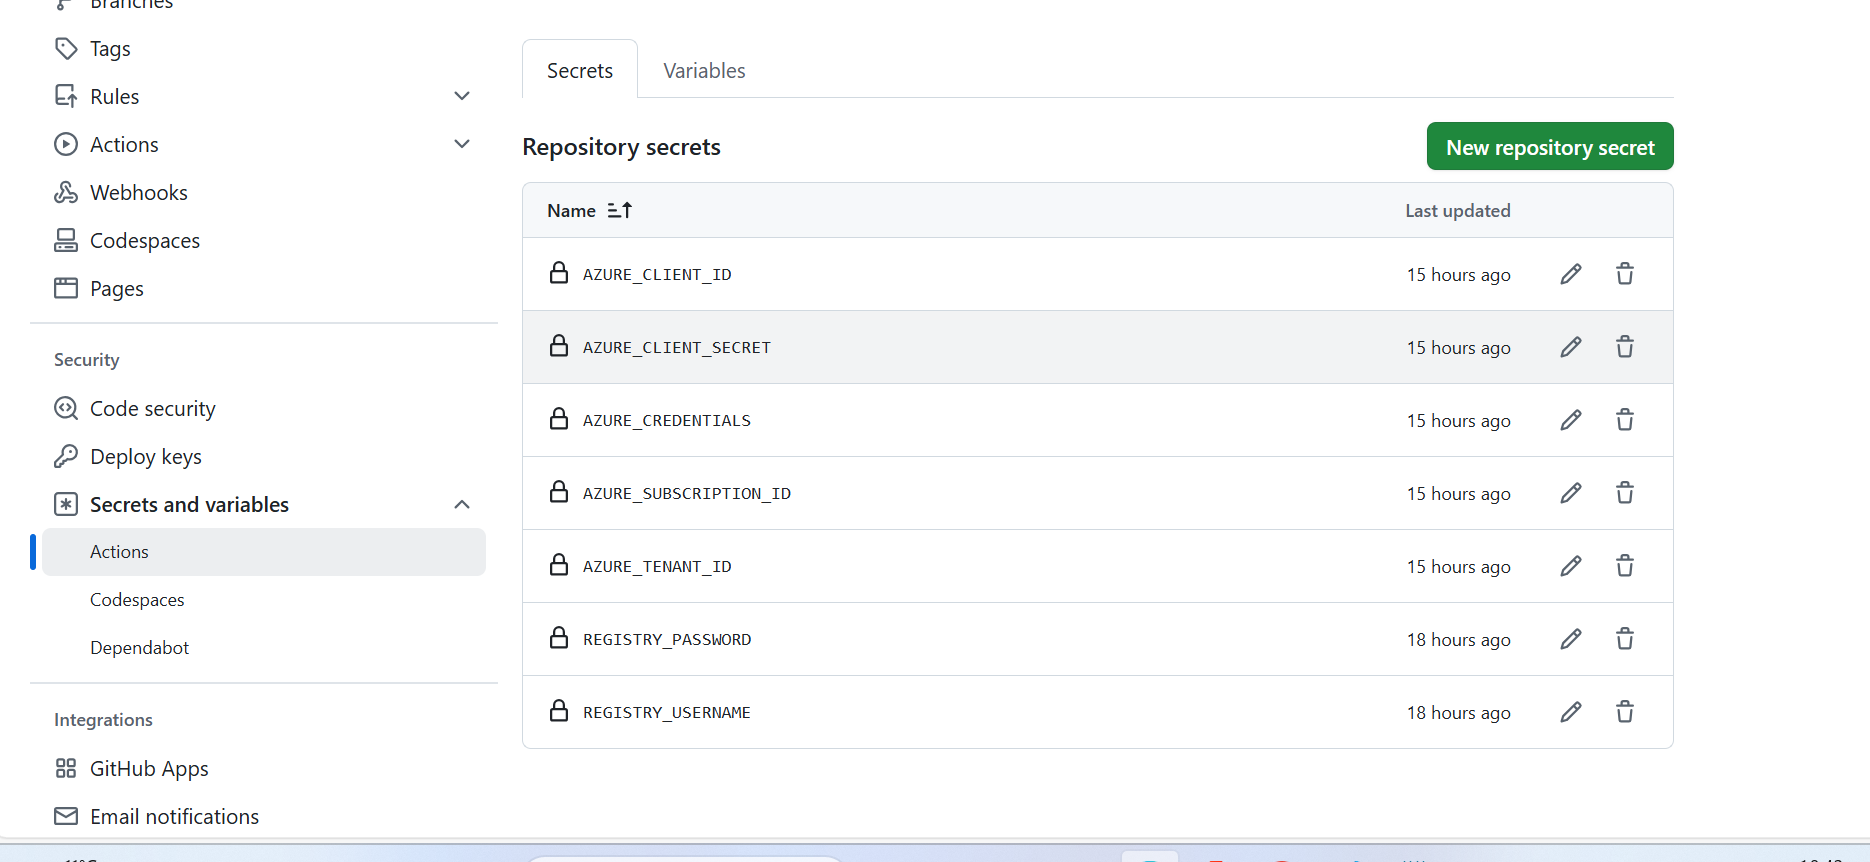 Branches
Tags
Rules
Actions
Webhooks
Codespaces
Pages
Security
Code security
Deploy keys
Secrets and variables
Actions
Codespaces
Dependabot
Integrations
GitHub Apps
Email notifications
Secrets Variables
Repository secrets New repository secret
Name Last updated
AZURE_CLIENT_ID 15 hours ago
AZURE_CLIENT_SECRET 15 hours ago
AZURE_CREDENTIALS 15 hours ago
AZURE_SUBSCRIPTION_ID 15 hours ago
AZURE_TENANT_ID 15 hours ago
REGISTRY_PASSWORD 18 hours ago
REGISTRY_USERNAME 18 hours ago